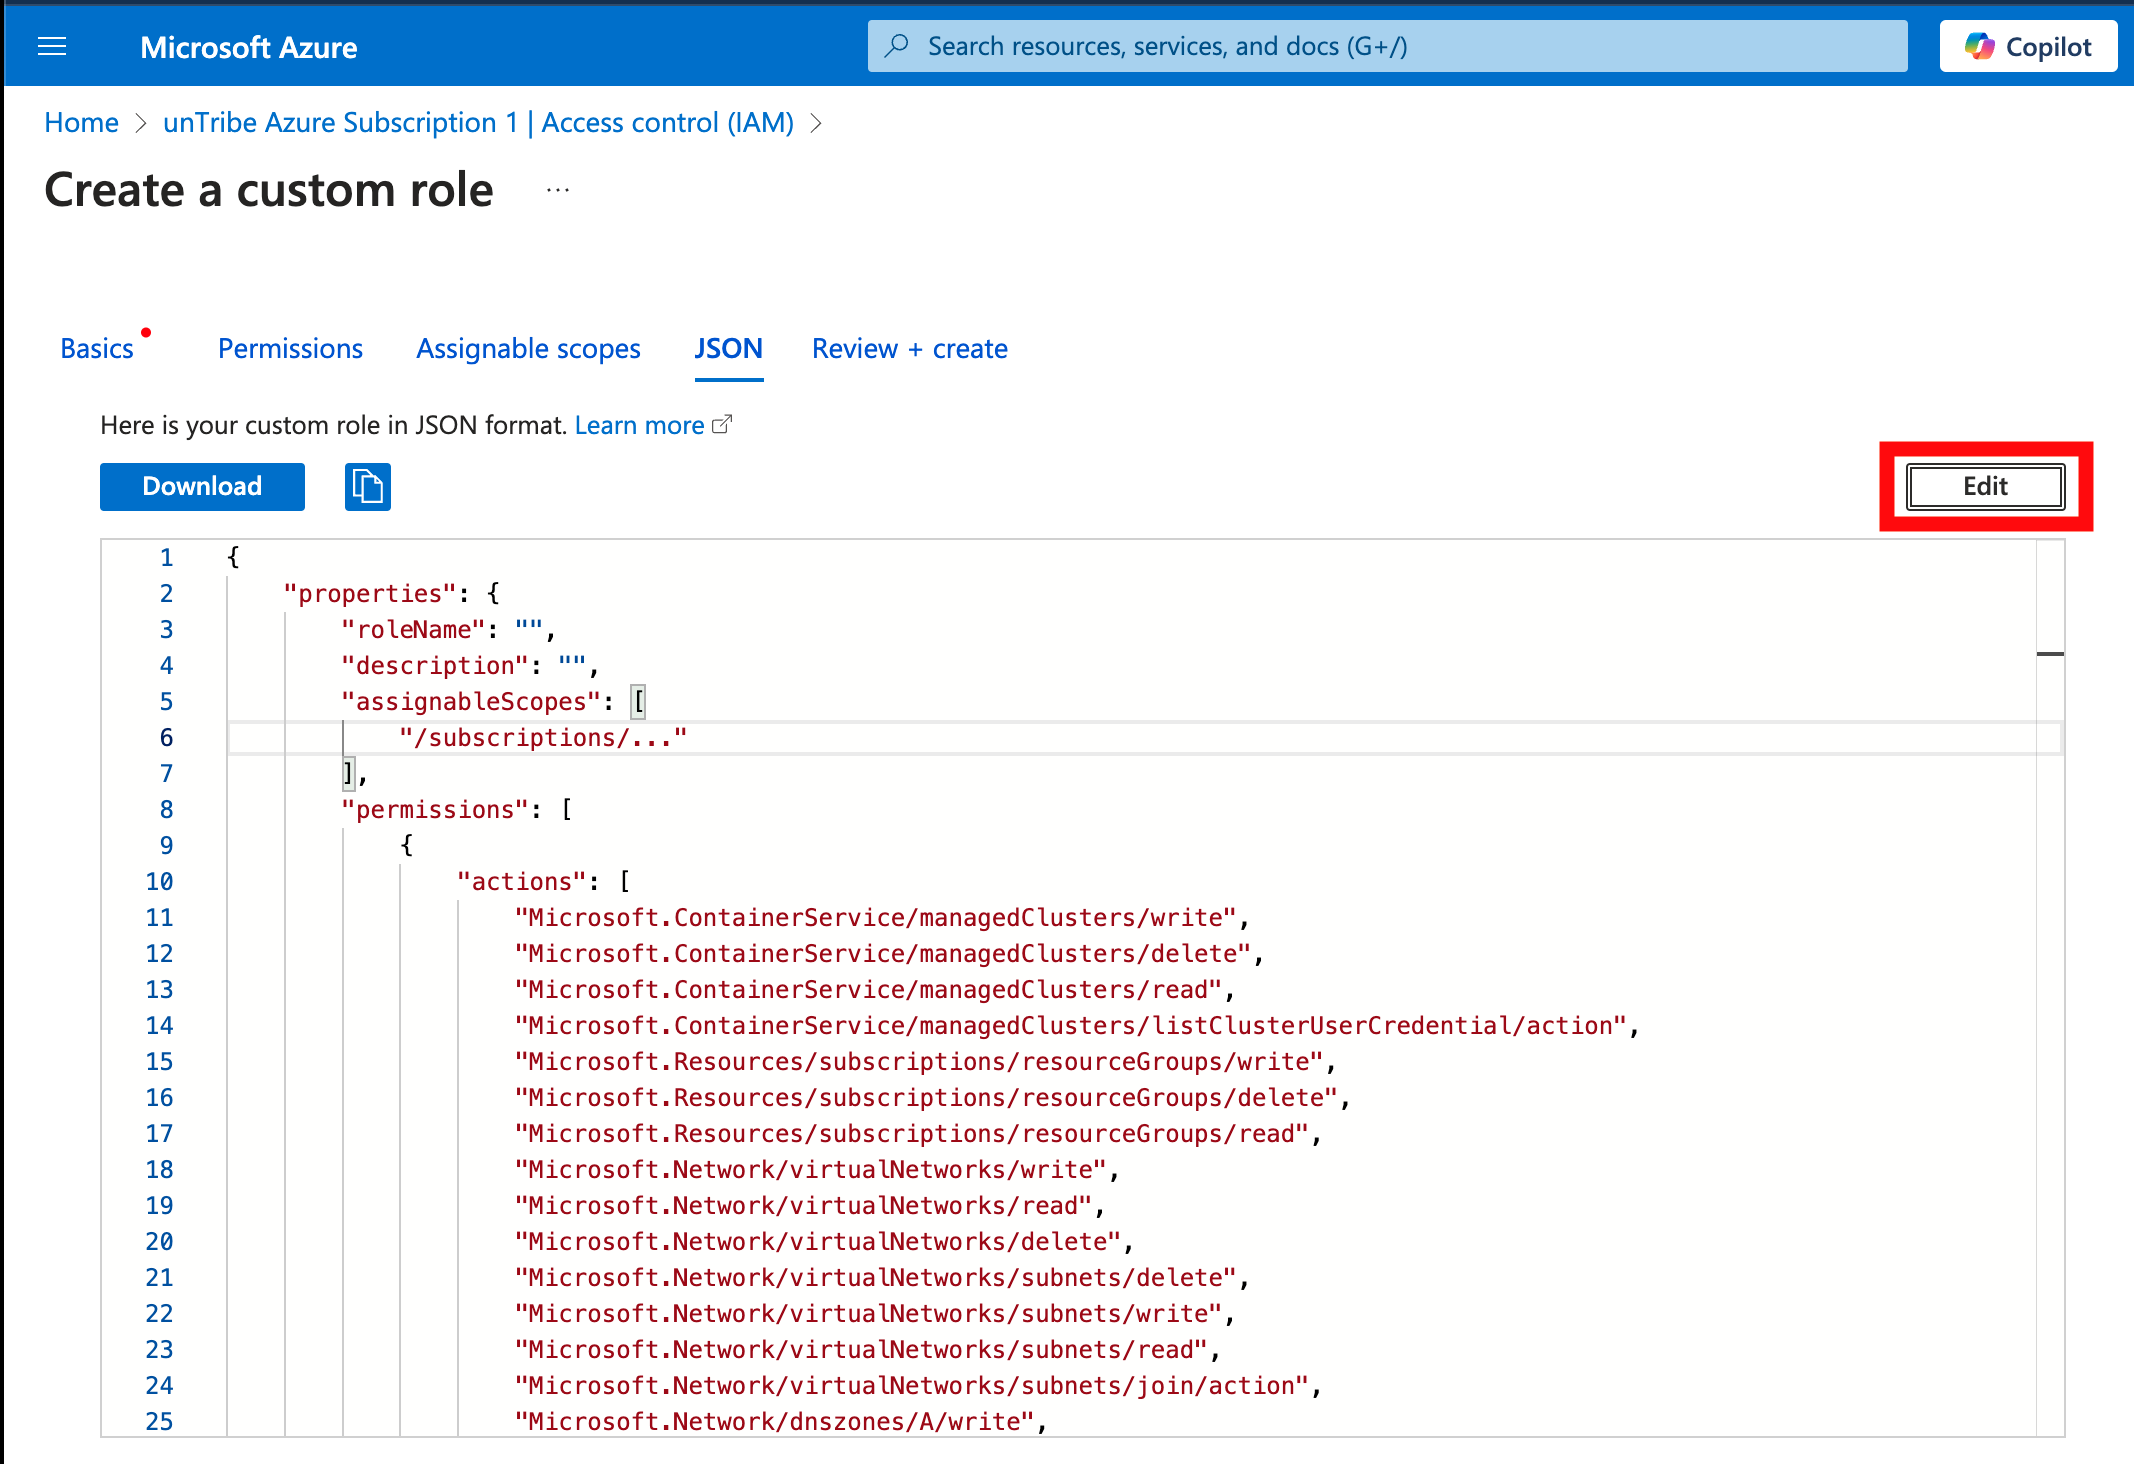 Microsoft Azure
Search resources, services, and docs (G+/)
Copilot
Home > unTribe Azure Subscription 1 | Access control (IAM) >
Create a custom role ...
Basics Permissions Assignable scopes JSON Review + create
Here is your custom role in JSON format. Learn more
Download
Edit
1 {
2 "properties": {
3 "roleName": "",
4 "description": "",
5 "assignableScopes": [
6 "/subscriptions/..."
7 ],
8 "permissions": [
9 {
10 "actions": [
11 "Microsoft.ContainerService/managedClusters/write",
12 "Microsoft.ContainerService/managedClusters/delete",
13 "Microsoft.ContainerService/managedClusters/read",
14 "Microsoft.ContainerService/managedClusters/listClusterUserCredential/action",
15 "Microsoft.Resources/subscriptions/resourceGroups/write",
16 "Microsoft.Resources/subscriptions/resourceGroups/delete",
17 "Microsoft.Resources/subscriptions/resourceGroups/read",
18 "Microsoft.Network/virtualNetworks/write",
19 "Microsoft.Network/virtualNetworks/read",
20 "Microsoft.Network/virtualNetworks/delete",
21 "Microsoft.Network/virtualNetworks/subnets/delete",
22 "Microsoft.Network/virtualNetworks/subnets/write",
23 "Microsoft.Network/virtualNetworks/subnets/read",
24 "Microsoft.Network/virtualNetworks/subnets/join/action",
25 "Microsoft.Network/dnszones/A/write",